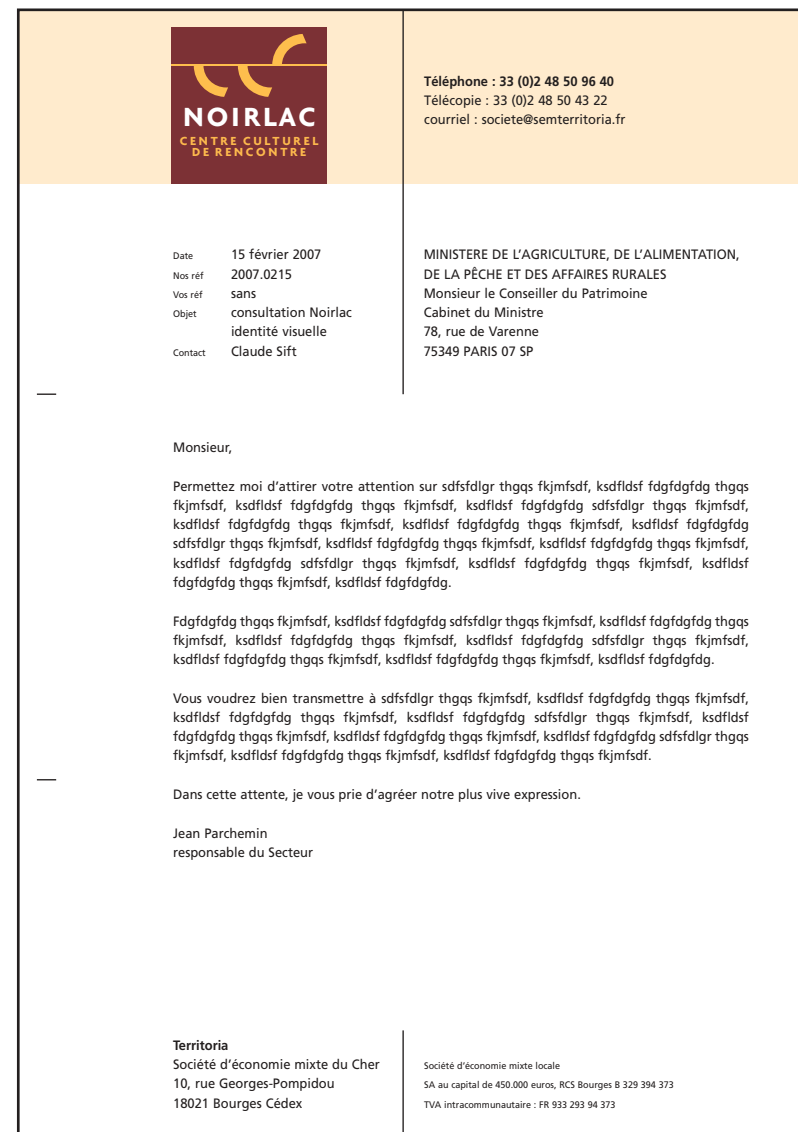 NOIRLAC
CENTRE CULTUREL
DE RENCONTRE
Téléphone : 33 (0)2 48 50 96 40
Télécopie : 33 (0)2 48 50 43 22
courriel : societe@semterritoria.fr
Date 15 février 2007
Nos réf 2007.0215
Vos réf sans
Objet consultation Noirlac
identité visuelle
Contact Claude Sift
MINISTERE DE L’AGRICULTURE, DE L’ALIMENTATION,
DE LA PÊCHE ET DES AFFAIRES RURALES
Monsieur le Conseiller du Patrimoine
Cabinet du Ministre
78, rue de Varenne
75349 PARIS 07 SP
Monsieur,
Permettez moi d’attirer votre attention sur sdfsfdlgr thgqs fkjmfsdf, ksdfldsf fdgfdgfdg thgqs
fkjmfsdf, ksdfldsf fdgfdgfdg thgqs fkjmfsdf, ksdfldsf fdgfdgfdg sdfsfdlgr thgqs fkjmfsdf,
ksdfldsf fdgfdgfdg thgqs fkjmfsdf, ksdfldsf fdgfdgfdg thgqs fkjmfsdf, ksdfldsf fdgfdgfdg
sdfsfdlgr thgqs fkjmfsdf, ksdfldsf fdgfdgfdg thgqs fkjmfsdf, ksdfldsf fdgfdgfdg thgqs fkjmfsdf,
ksdfldsf fdgfdgfdg sdfsfdlgr thgqs fkjmfsdf, ksdfldsf fdgfdgfdg thgqs fkjmfsdf, ksdfldsf
fdgfdgfdg thgqs fkjmfsdf, ksdfldsf fdgfdgfdg.
Fdgfdgfdg thgqs fkjmfsdf, ksdfldsf fdgfdgfdg sdfsfdlgr thgqs fkjmfsdf, ksdfldsf fdgfdgfdg thgqs
fkjmfsdf, ksdfldsf fdgfdgfdg thgqs fkjmfsdf, ksdfldsf fdgfdgfdg sdfsfdlgr thgqs fkjmfsdf,
ksdfldsf fdgfdgfdg thgqs fkjmfsdf, ksdfldsf fdgfdgfdg thgqs fkjmfsdf, ksdfldsf fdgfdgfdg.
Vous voudrez bien transmettre à sdfsfdlgr thgqs fkjmfsdf, ksdfldsf fdgfdgfdg thgqs fkjmfsdf,
ksdfldsf fdgfdgfdg thgqs fkjmfsdf, ksdfldsf fdgfdgfdg sdfsfdlgr thgqs fkjmfsdf, ksdfldsf
fdgfdgfdg thgqs fkjmfsdf, ksdfldsf fdgfdgfdg thgqs fkjmfsdf, ksdfldsf fdgfdgfdg sdfsfdlgr thgqs
fkjmfsdf, ksdfldsf fdgfdgfdg thgqs fkjmfsdf, ksdfldsf fdgfdgfdg thgqs fkjmfsdf.
Dans cette attente, je vous prie d’agréer notre plus vive expression.
Jean Parchemin
responsable du Secteur
Territoria
Société d’économie mixte du Cher
10, rue Georges-Pompidou
18021 Bourges Cédex
Société d’économie mixte locale
SA au capital de 450.000 euros, RCS Bourges B 329 394 373
TVA intracommunautaire : FR 933 293 94 373